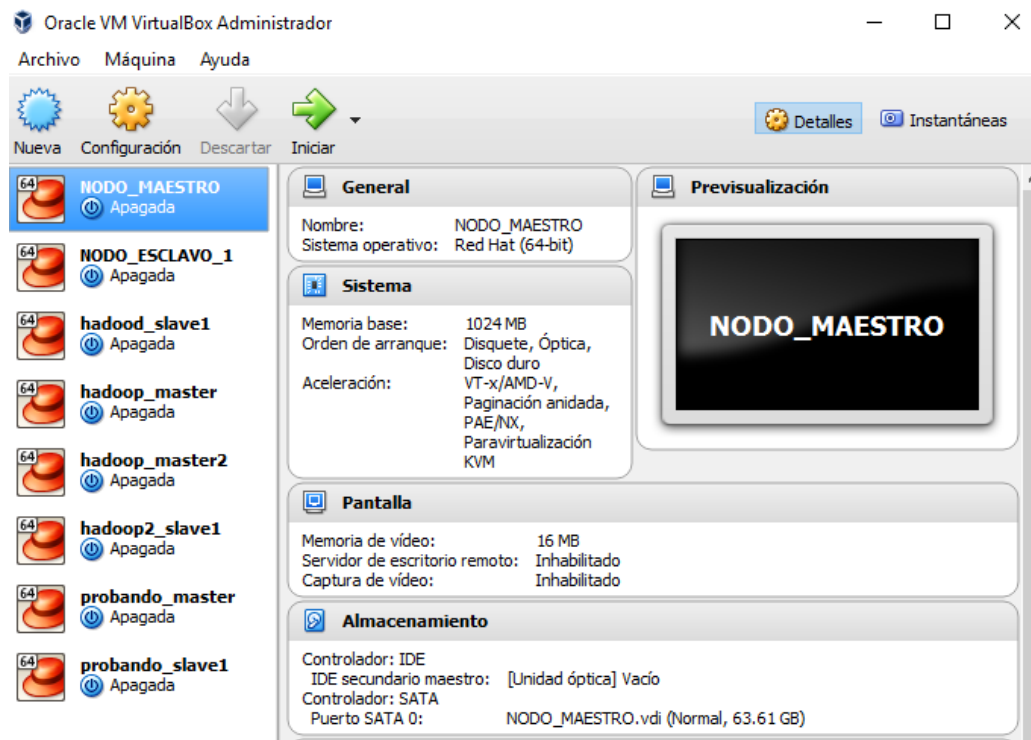 Oracle VM VirtualBox Administrador
Archivo Máquina Ayuda
Nueva Configuración Descartar Iniciar
Detalles Instantáneas
64 NODO_MAESTRO
Apagada
64 NODO_ESCLAVO_1
Apagada
64 hadood_slave1
Apagada
64 hadoop_master
Apagada
64 hadoop_master2
Apagada
64 hadoop2_slave1
Apagada
64 probando_master
Apagada
64 probando_slave1
Apagada
General
Nombre: NODO_MAESTRO
Sistema operativo: Red Hat (64-bit)
Sistema
Memoria base: 1024 MB
Orden de arranque: Disquete, Óptica,
Disco duro
Aceleración: VT-x/AMD-V,
Paginación anidada,
PAE/NX,
Paravirtualización
KVM
Previsualización
NODO_MAESTRO
Pantalla
Memoria de vídeo: 16 MB
Servidor de escritorio remoto: Inhabilitado
Captura de vídeo: Inhabilitado
Almacenamiento
Controlador: IDE
IDE secundario maestro: [Unidad óptica] Vacío
Controlador: SATA
Puerto SATA 0: NODO_MAESTRO.vdi (Normal, 63.61 GB)